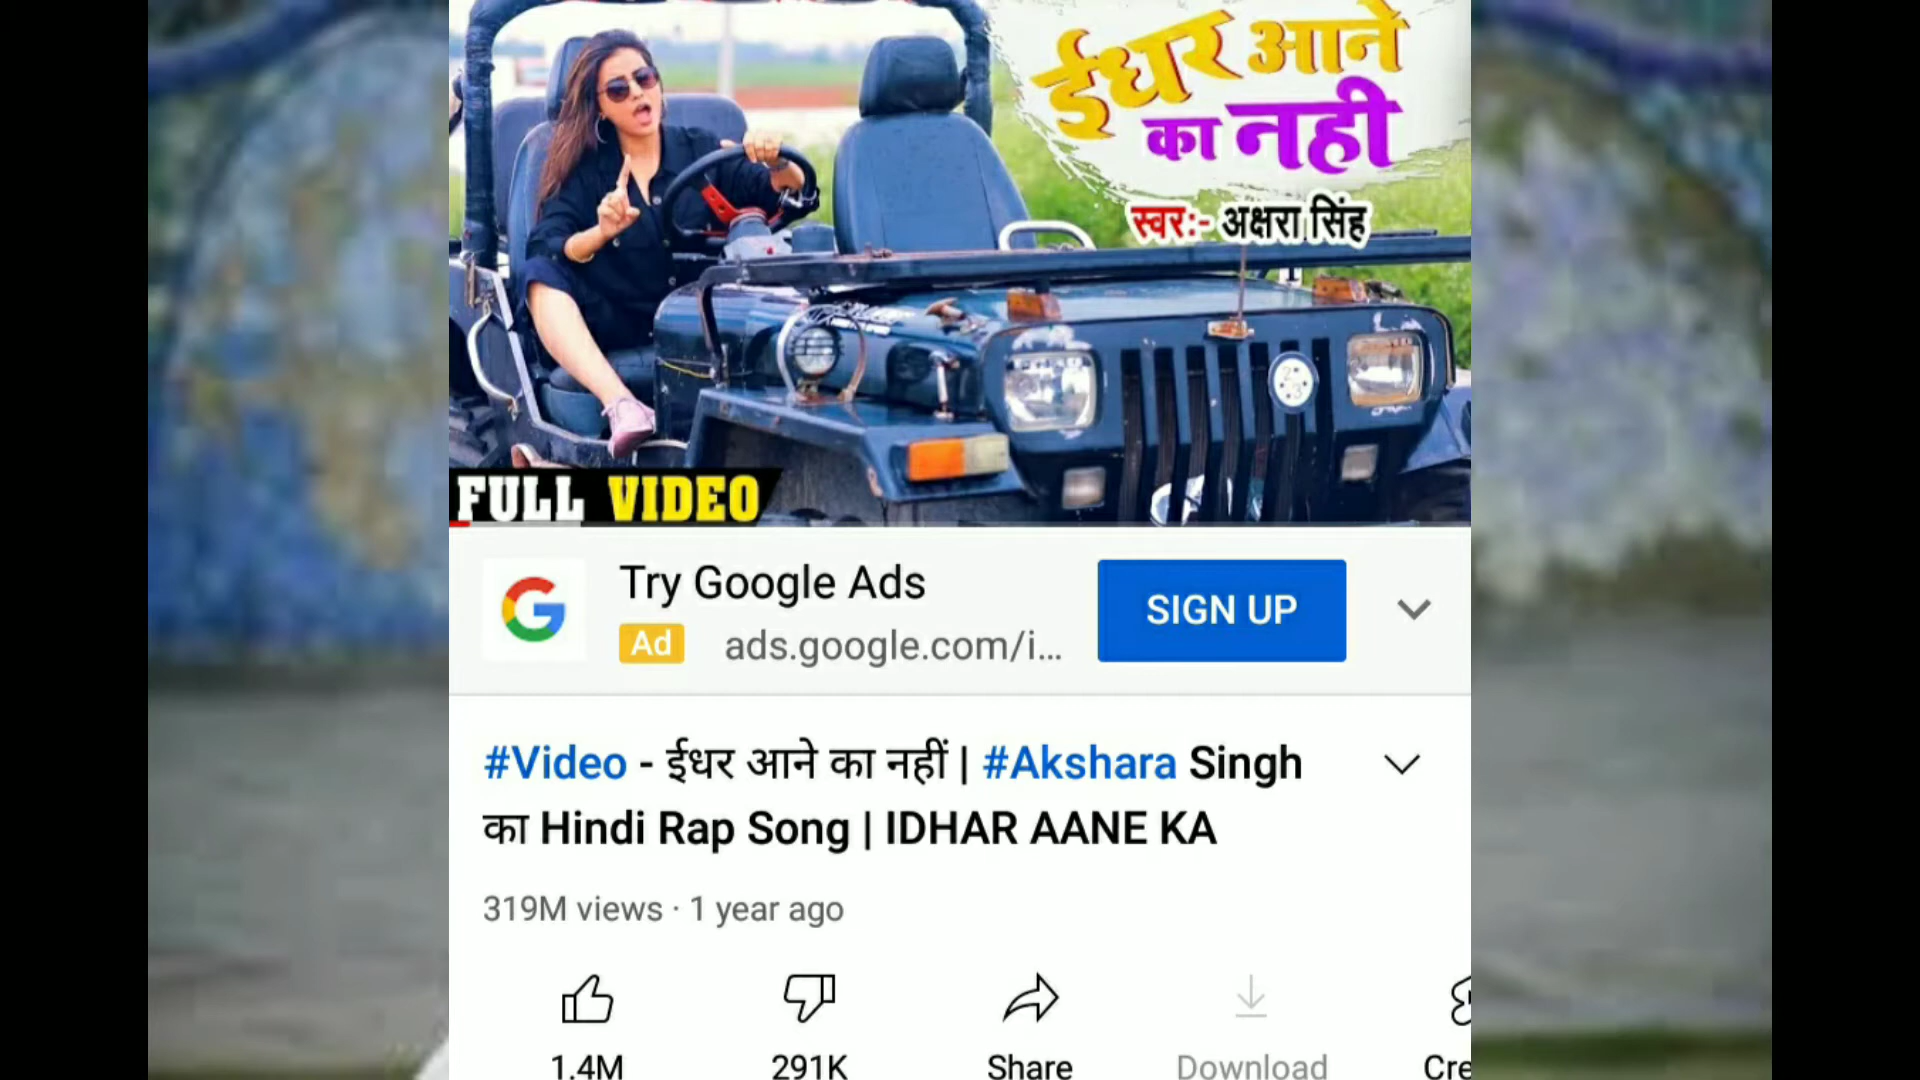 ईधर आने
का नही
स्वरः- अक्षरा सिंह
FULL VIDEO
Try Google Ads
SIGN UP
Ad ads.google.com/i...
#Video - ईधर आने का नहीं | #Akshara Singh
का Hindi Rap Song | IDHAR AANE KA
319M views · 1 year ago
1.4M 291K Share Download Cre